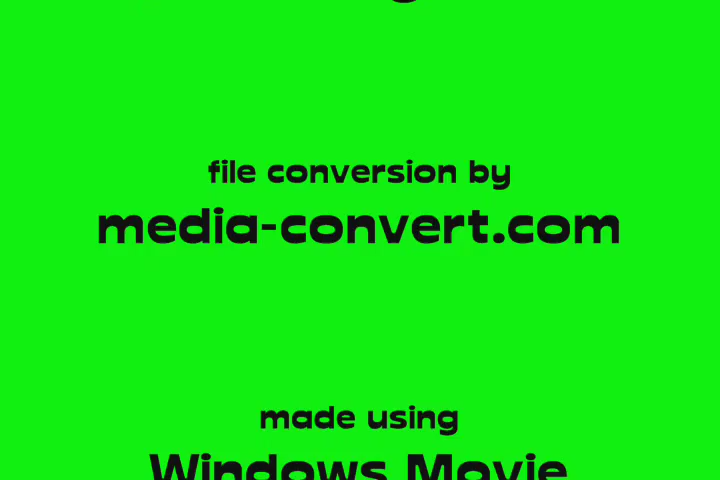 file conversion by
media-convert.com
made using
Windows Movie